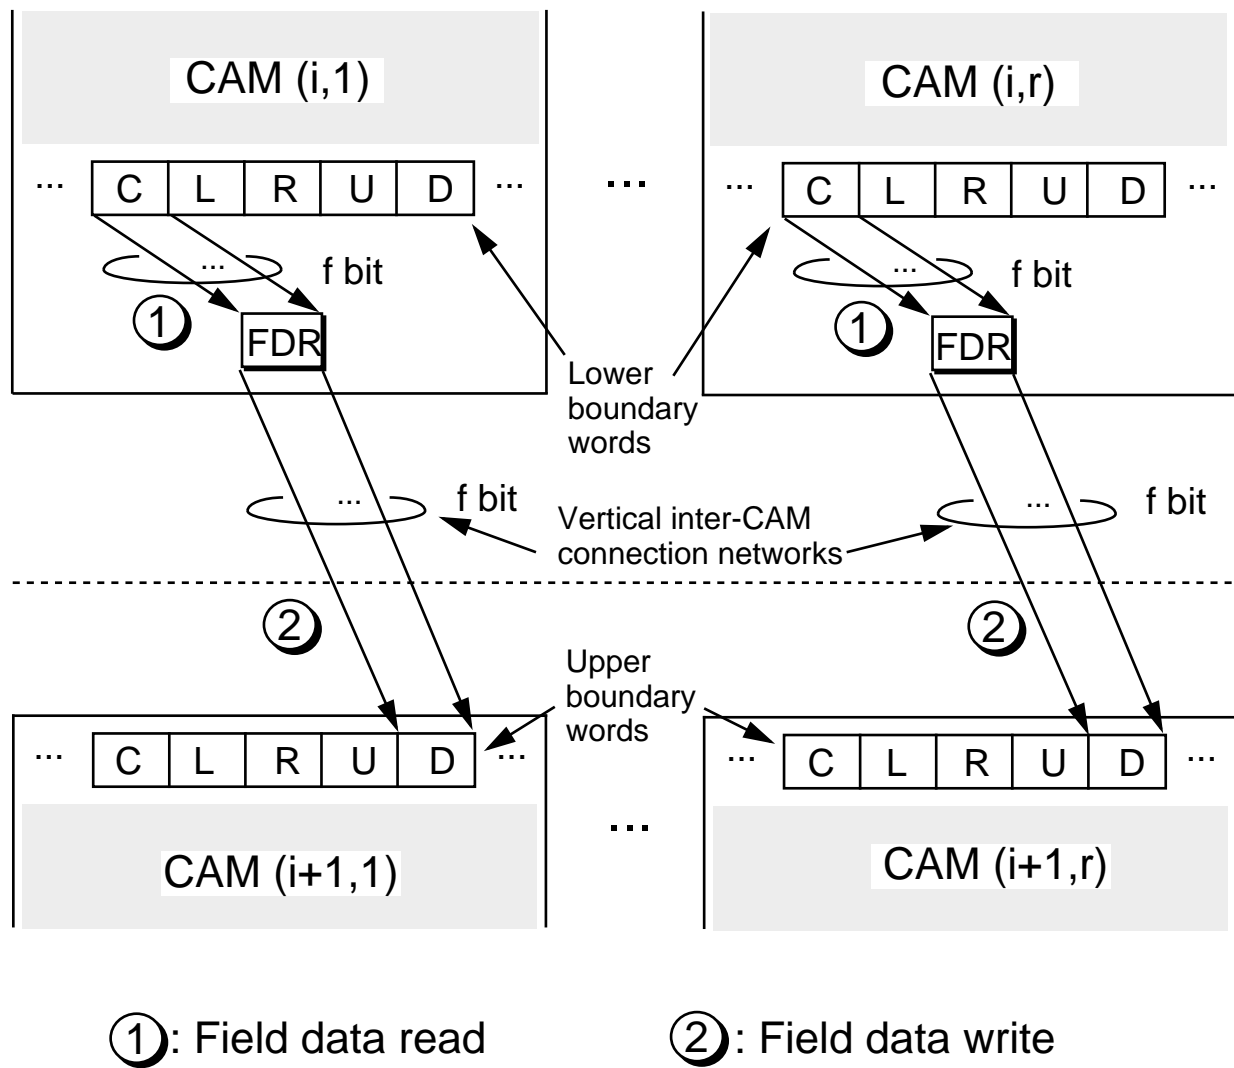 CAM (i,1)
CAM (i,r)
... C L R U D ...
...
... C L R U D ...
... f bit
... f bit
1
1
FDR
FDR
Lower
boundary
words
... f bit
... f bit
Vertical inter-CAM
connection networks
2
2
Upper
boundary
words
... C L R U D ...
... C L R U D ...
...
CAM (i+1,1)
CAM (i+1,r)
1 : Field data read
2 : Field data write